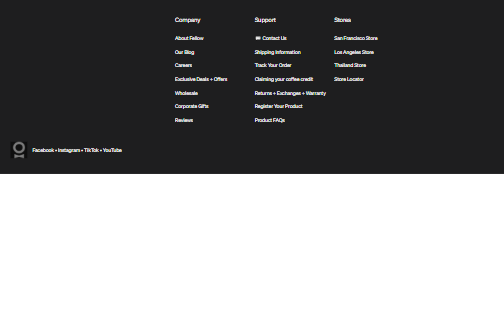 Company
About Fellow
Our Blog
Careers
Exclusive Deals + Offers
Wholesale
Corporate Gifts
Reviews
Support
Contact Us
Shipping Information
Track Your Order
Claiming your coffee credit
Returns + Exchanges + Warranty
Register Your Product
Product FAQs
Stores
San Francisco Store
Los Angeles Store
Thailand Store
Store Locator
Facebook • Instagram • TikTok • YouTube